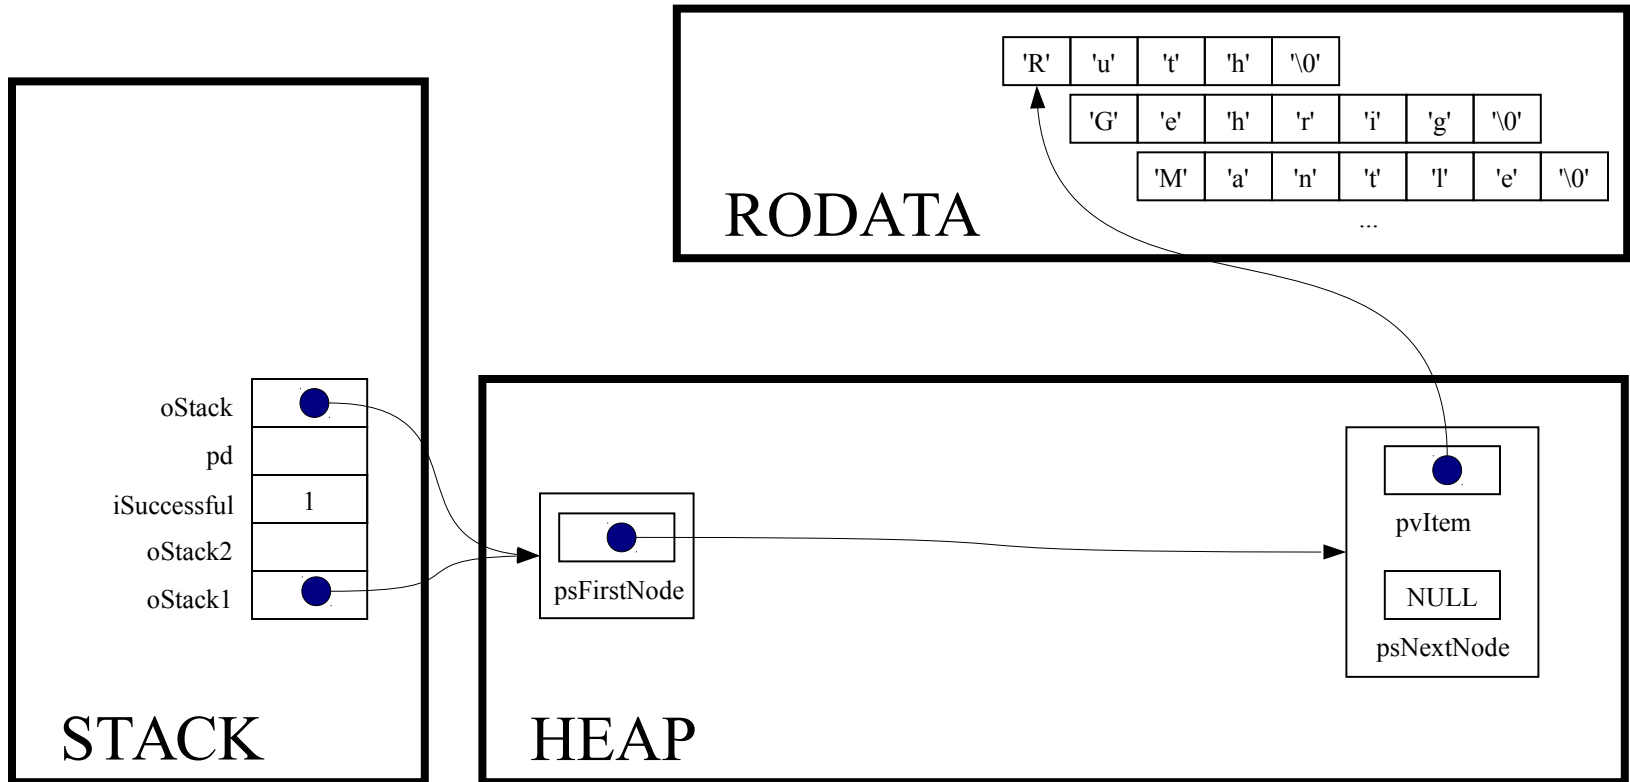 'R' 'u' 't' 'h' '\0'
'G' 'e' 'h' 'r' 'i' 'g' '\0'
'M' 'a' 'n' 't' 'l' 'e' '\0'
...
RODATA
oStack
pd
iSuccessful 1
oStack2
oStack1
STACK
psFirstNode
pvItem
NULL
psNextNode
HEAP